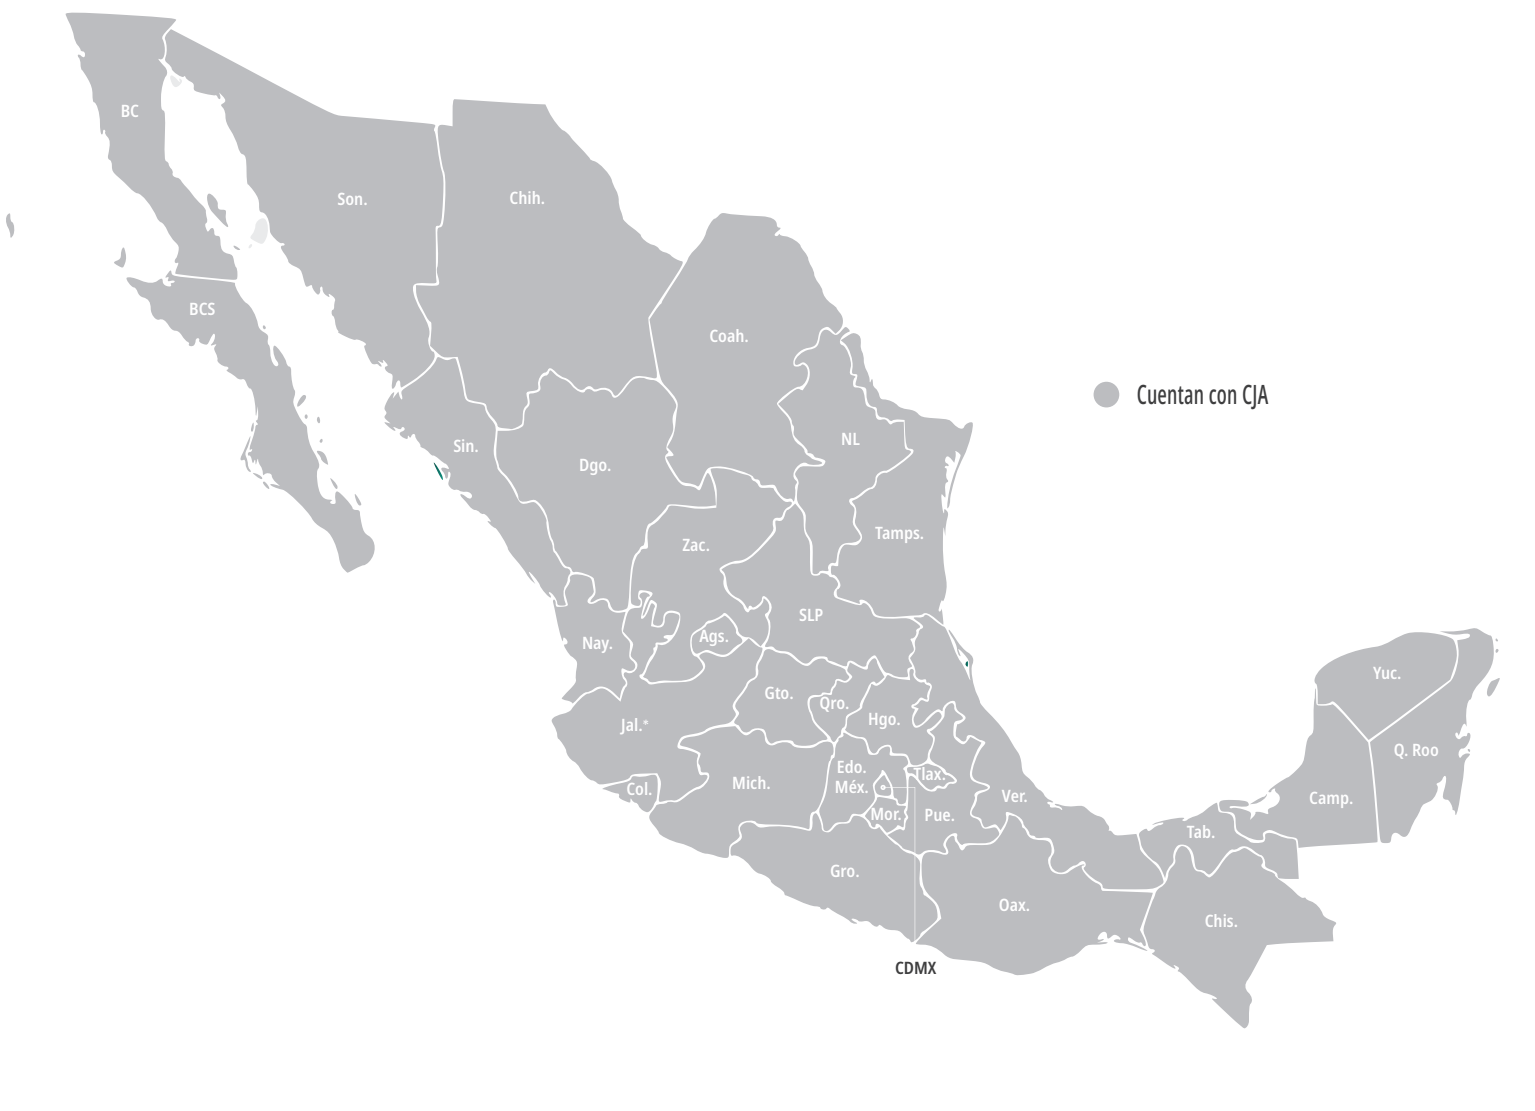 BC
Son.
Chih.
BCS
Coah.
Cuentan con CJA
NL
Sin.
Dgo.
Tamps.
Zac.
SLP
Ags.
Nay.
Yuc.
Gto.
Qro.
Hgo.
Jal.*
Q. Roo
Edo.
Méx.
Tlax.
Mich.
Col.
Ver.
Camp.
Mor.
Pue.
Tab.
Gro.
Oax.
Chis.
CDMX